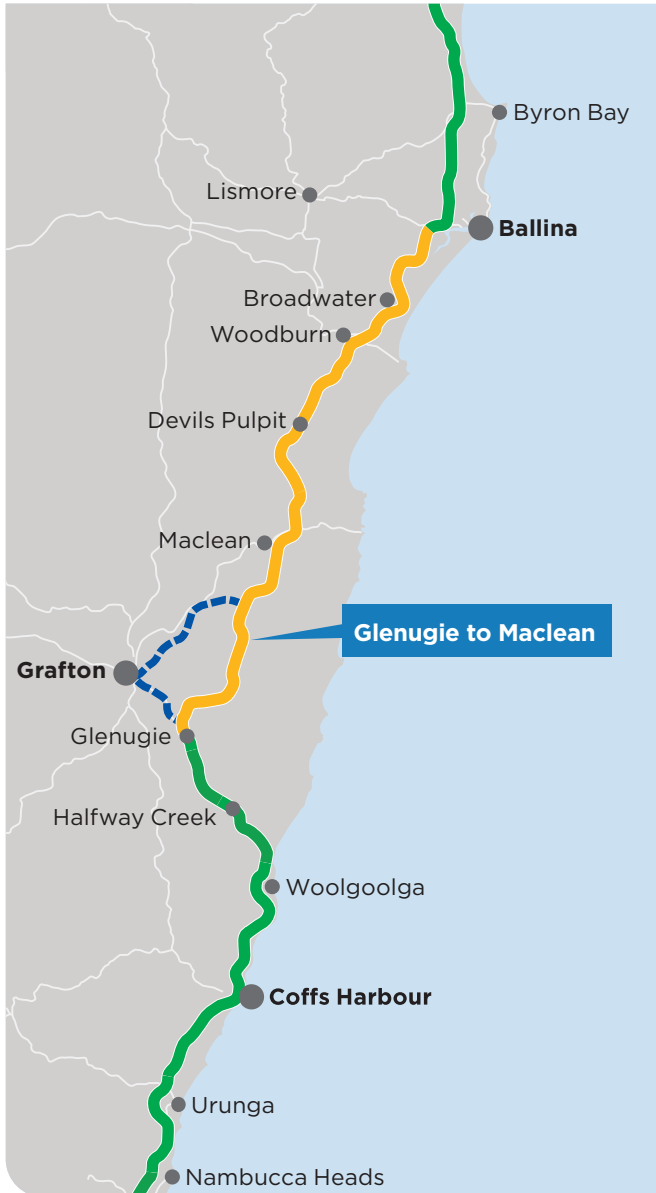 Byron Bay
Lismore
Ballina
Broadwater
Woodburn
Devils Pulpit
Maclean
Glenugie to Maclean
Grafton
Glenugie
Halfway Creek
Woolgoolga
Coffs Harbour
Urunga
Nambucca Heads